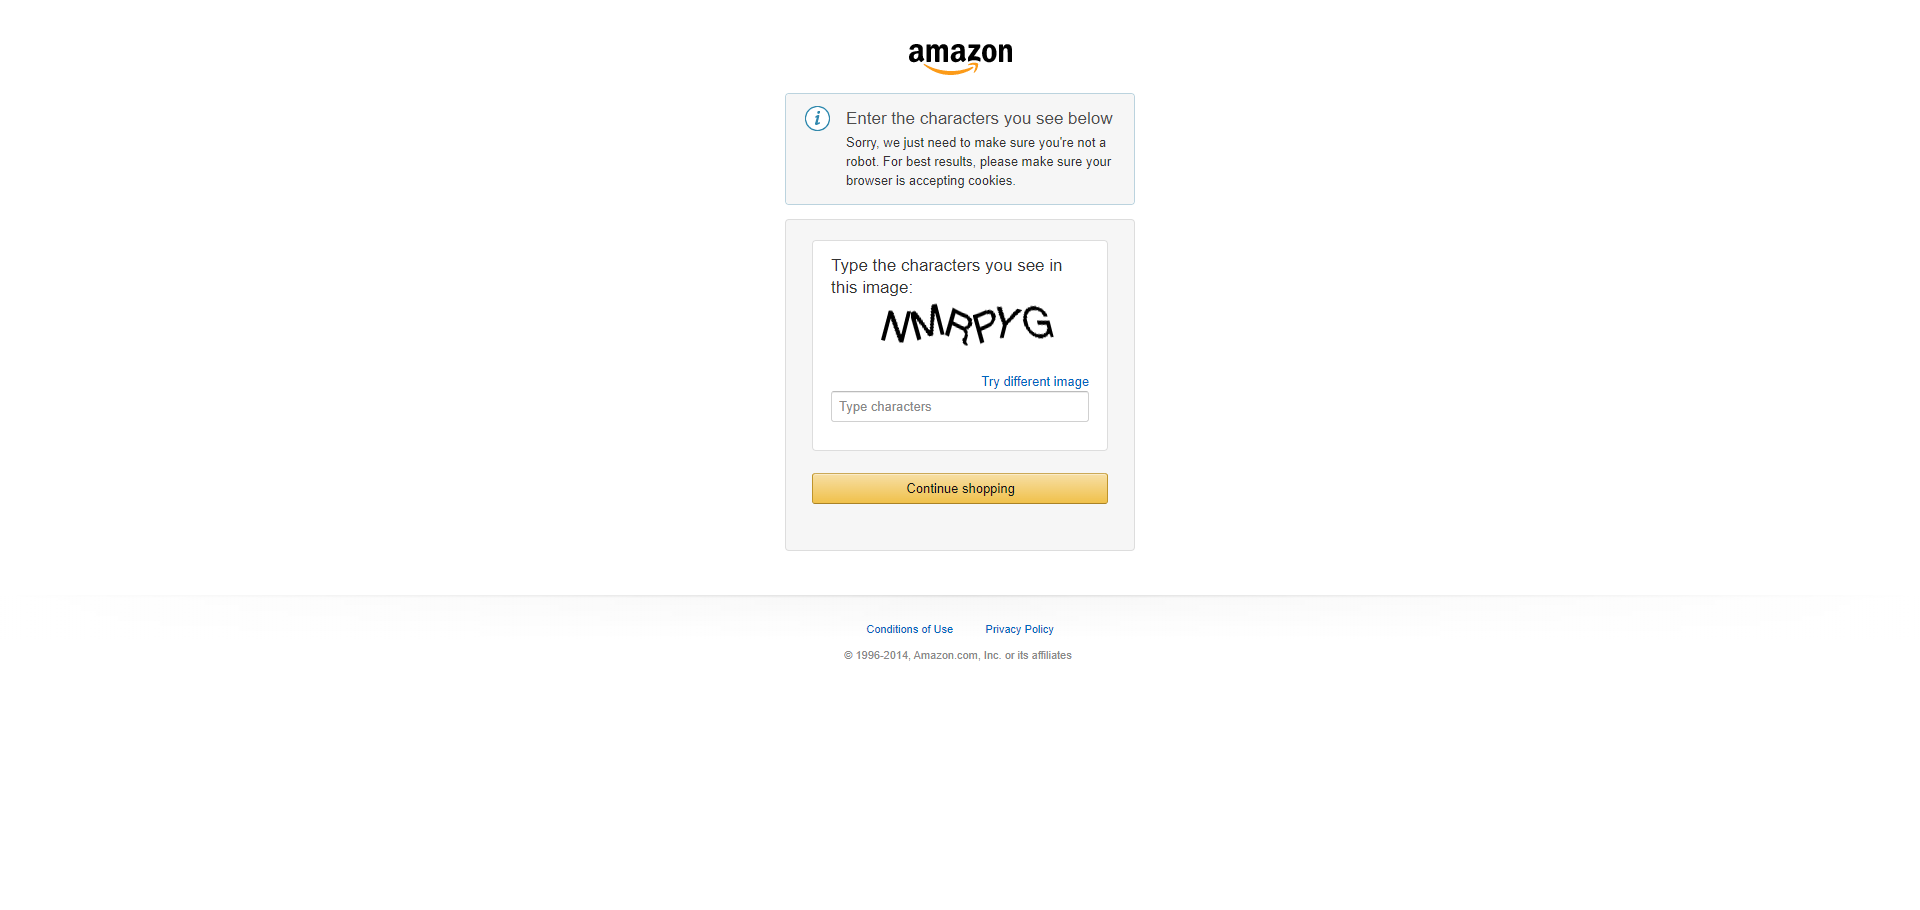 amazon
Enter the characters you see below
Sorry, we just need to make sure you're not a
robot. For best results, please make sure your
browser is accepting cookies.
Type the characters you see in
this image:
NMRPYG
Try different image
Type characters
Continue shopping
Conditions of Use Privacy Policy
© 1996-2014, Amazon.com, Inc. or its affiliates